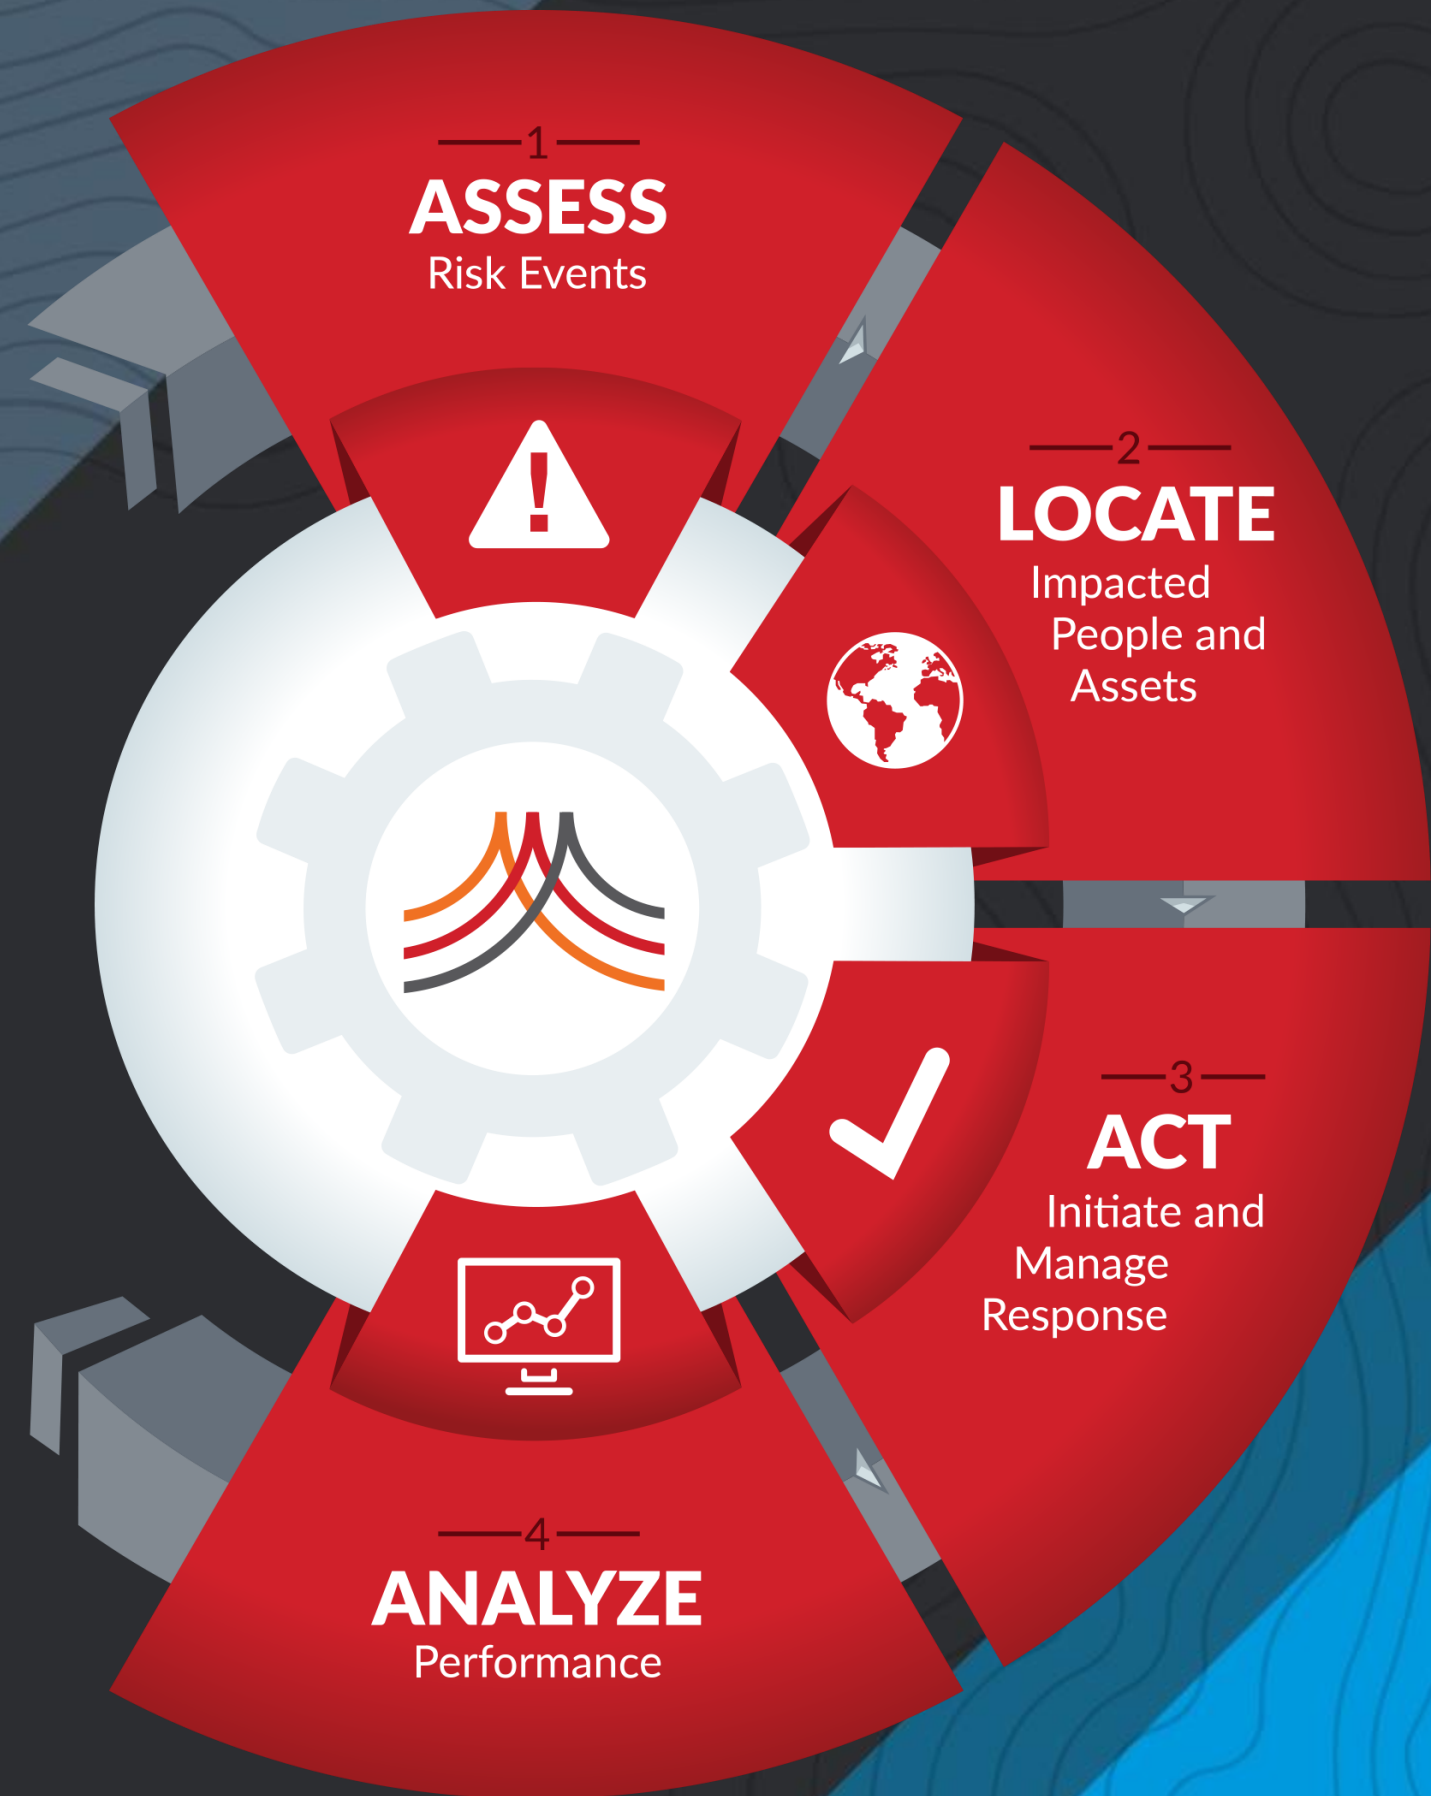 1
ASSESS
Risk Events
2
LOCATE
Impacted
People and
Assets
3
ACT
Initiate and
Manage
Response
4
ANALYZE
Performance